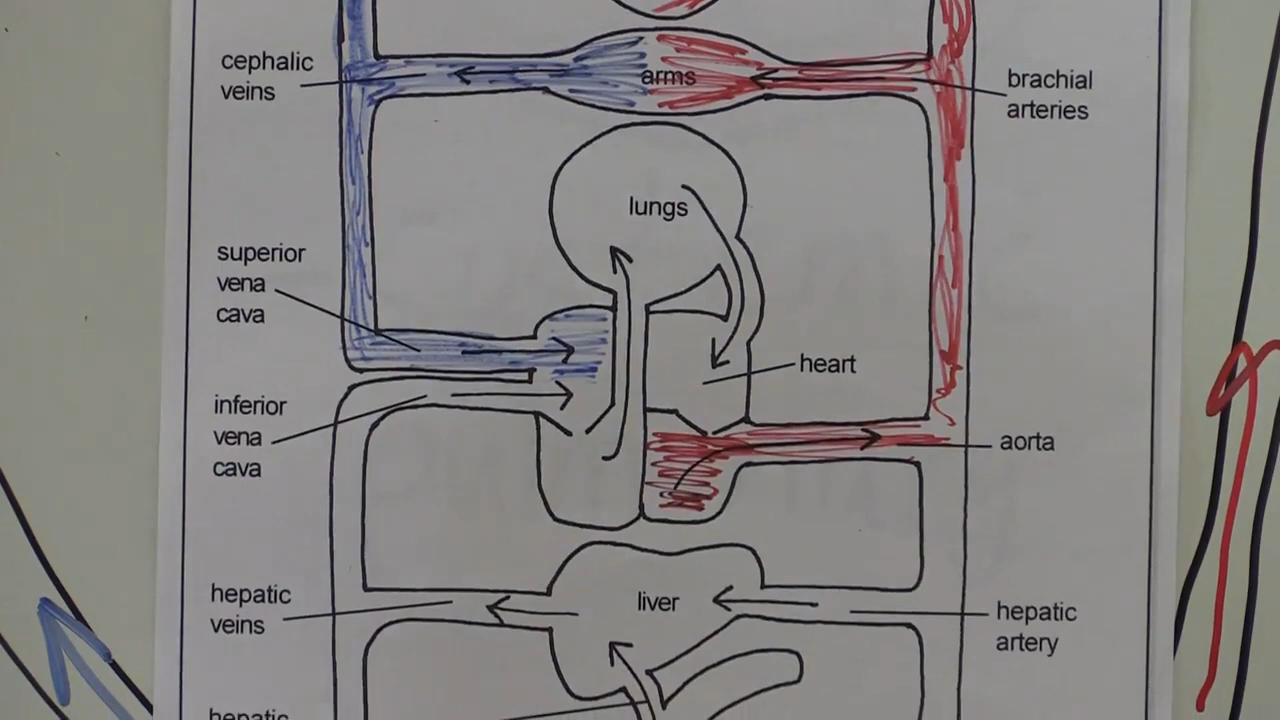 cephalic
veins
arms
brachial
arteries
lungs
superior
vena
cava
heart
inferior
vena
cava
aorta
hepatic
veins
liver
hepatic
artery
hepatic